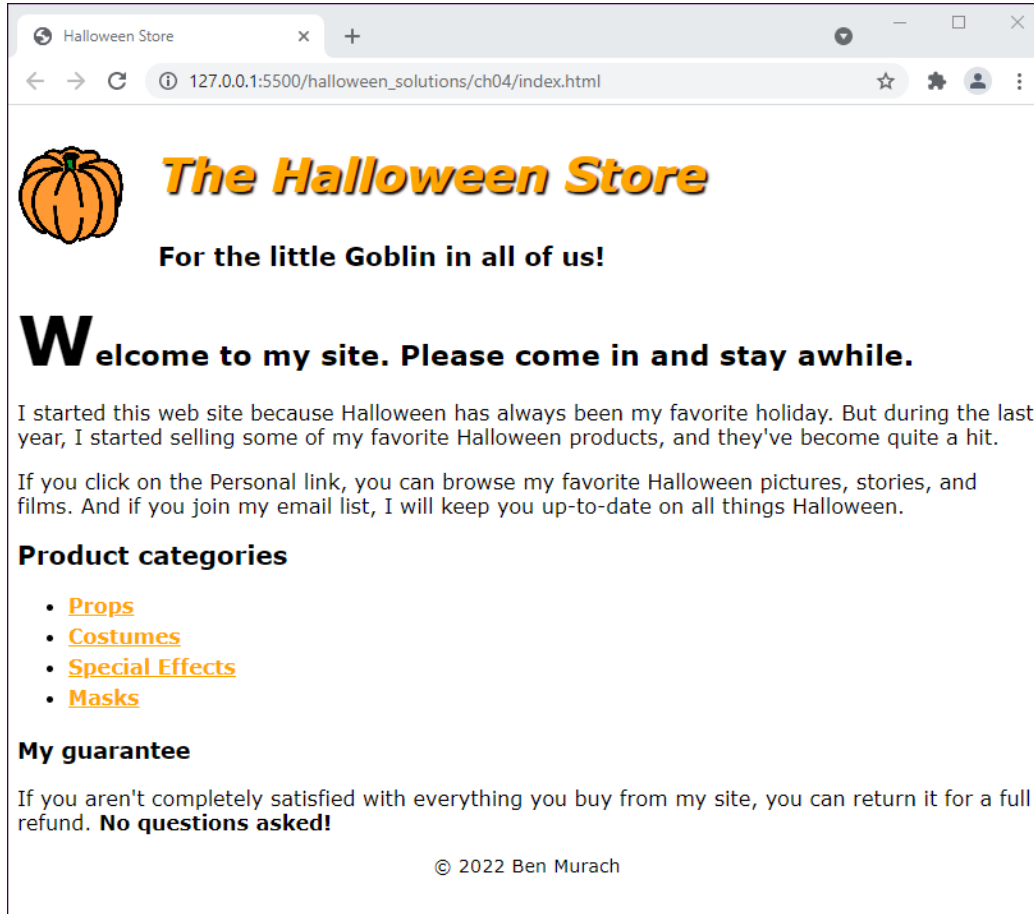 Halloween Store
127.0.0.1:5500/halloween_solutions/ch04/index.html
The Halloween Store
For the little Goblin in all of us!
Welcome to my site. Please come in and stay awhile.
I started this web site because Halloween has always been my favorite holiday. But during the last
year, I started selling some of my favorite Halloween products, and they've become quite a hit.
If you click on the Personal link, you can browse my favorite Halloween pictures, stories, and
films. And if you join my email list, I will keep you up-to-date on all things Halloween.
Product categories
• Props
• Costumes
• Special Effects
• Masks
My guarantee
If you aren't completely satisfied with everything you buy from my site, you can return it for a full
refund. No questions asked!
© 2022 Ben Murach